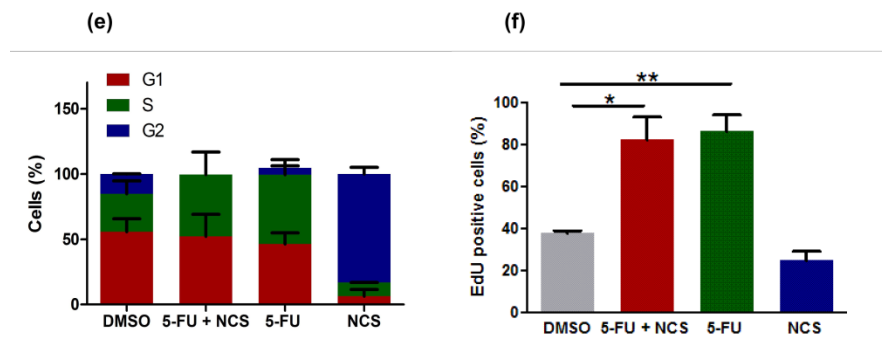 (e)
G1
S
G2
150
100
50
0
Cells (%)
DMSO 5-FU + NCS 5-FU NCS
(f)
**
*
100
80
60
40
20
0
EdU positive cells (%)
DMSO 5-FU + NCS 5-FU NCS